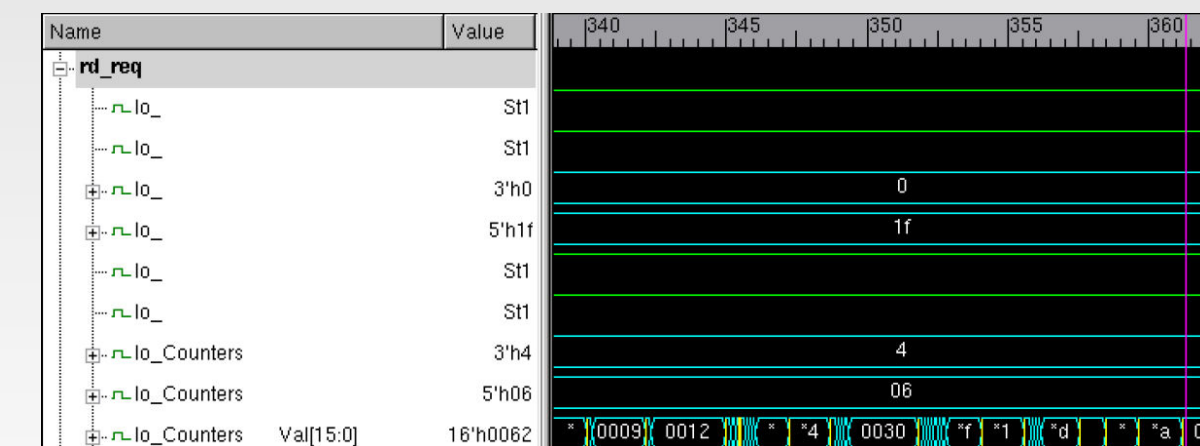 Name Value 340 345 350 355 360
rd_req
lo_ St1
lo_ St1
lo_ 3'h0 0
lo_ 5'h1f 1f
lo_ St1
lo_ St1
lo_Counters 3'h4 4
lo_Counters 5'h06 06
lo_Counters Val[15:0] 16'h0062 * 0009 0012 * *4 0030 *f *1 *d * *a